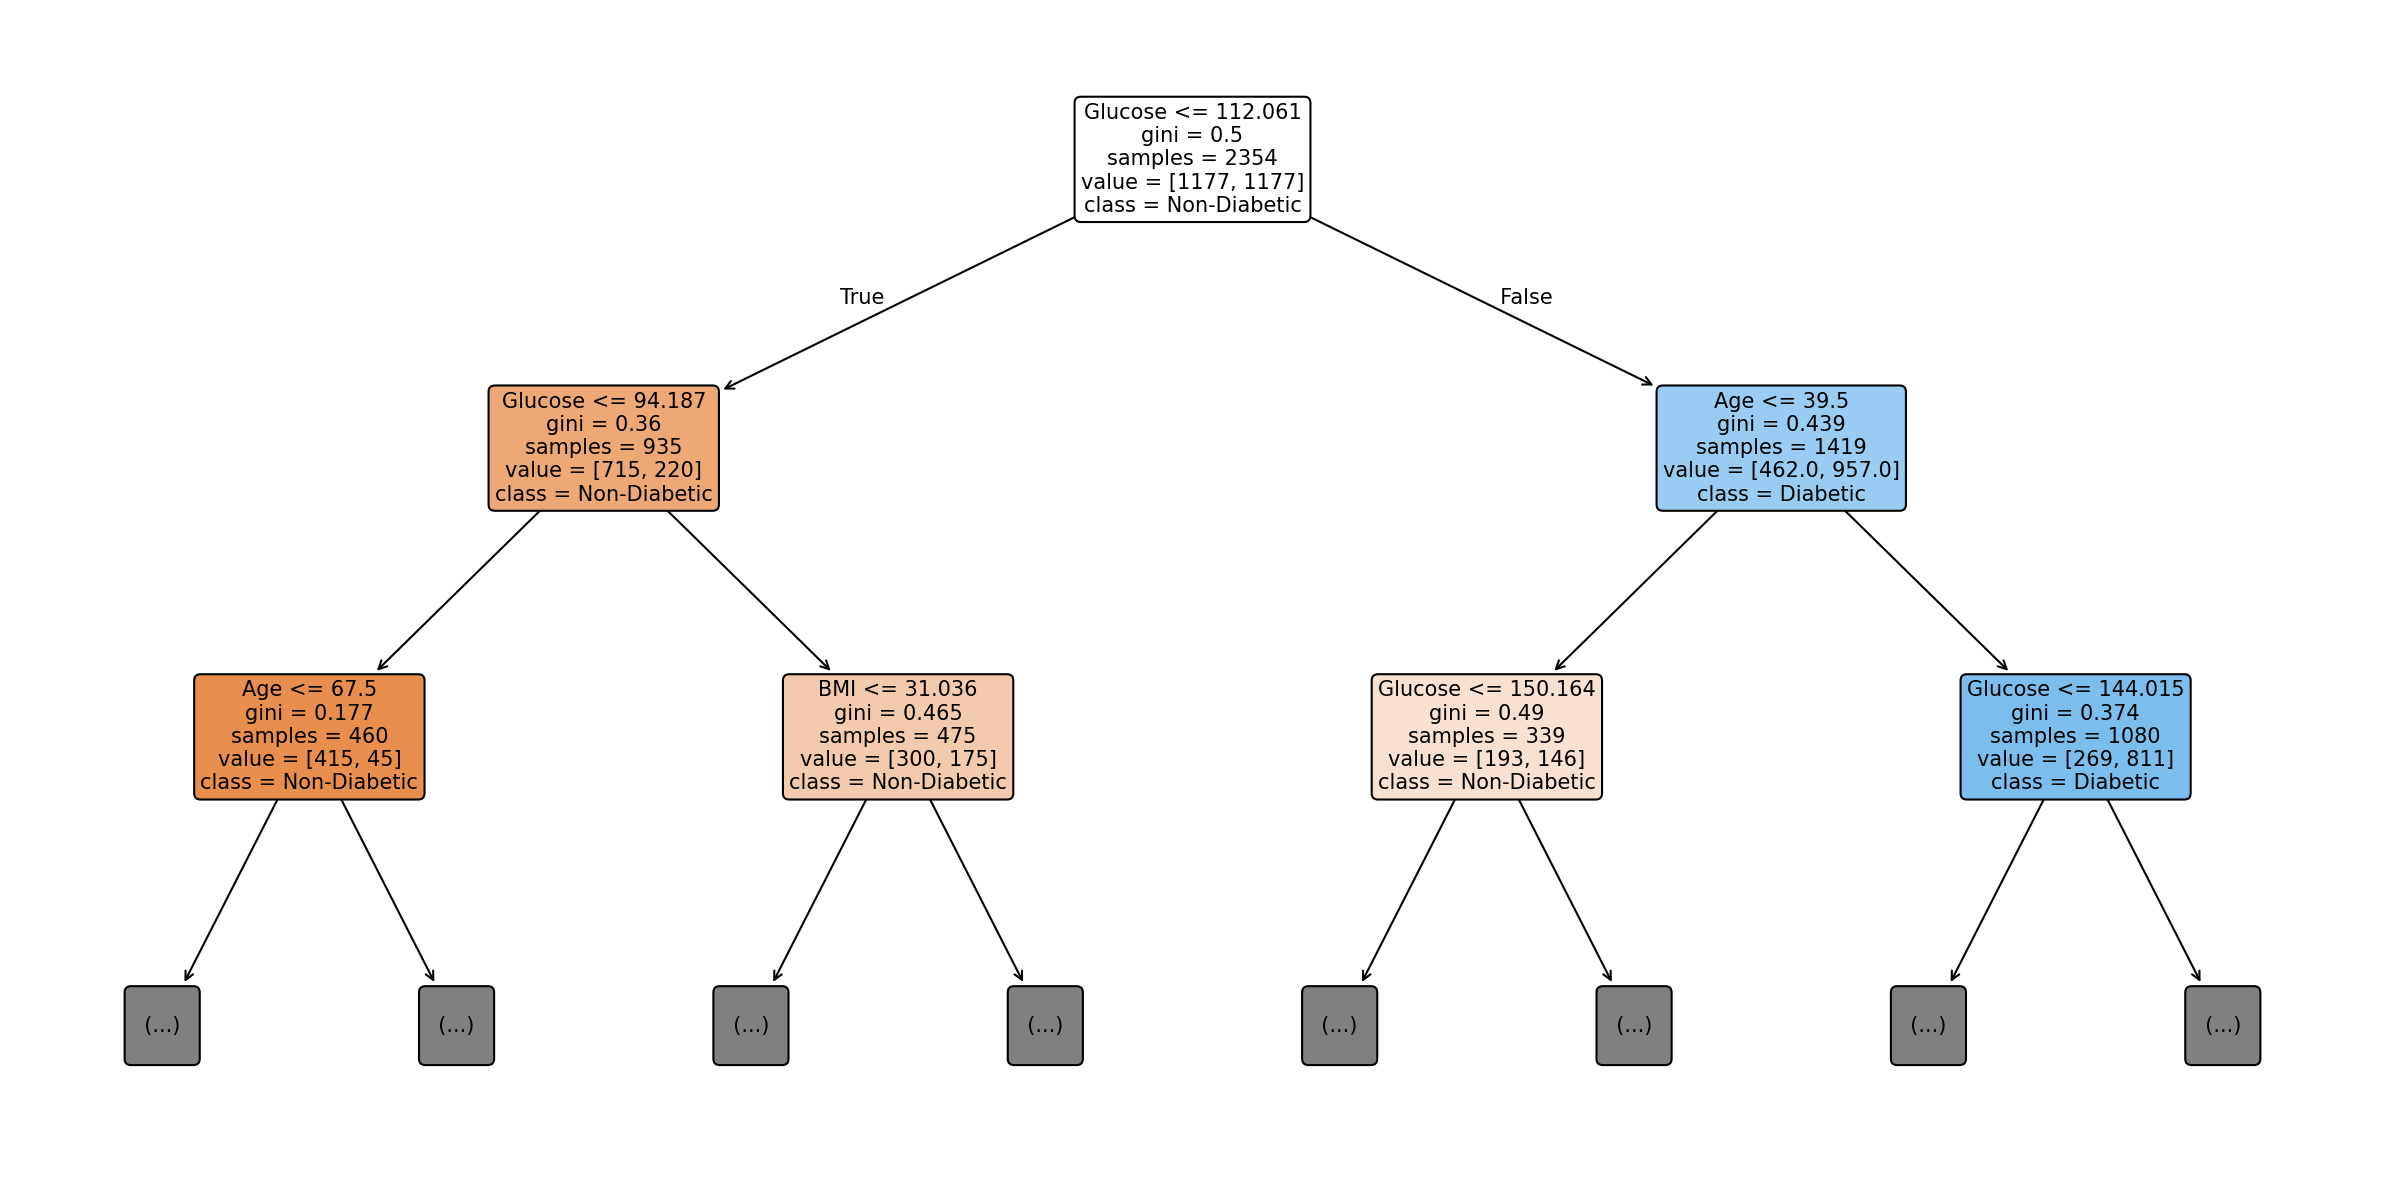 Glucose <= 112.061
gini = 0.5
samples = 2354
value = [1177, 1177]
class = Non-Diabetic
True
False
Glucose <= 94.187
gini = 0.36
samples = 935
value = [715, 220]
class = Non-Diabetic
Age <= 39.5
gini = 0.439
samples = 1419
value = [462.0, 957.0]
class = Diabetic
Age <= 67.5
gini = 0.177
samples = 460
value = [415, 45]
class = Non-Diabetic
BMI <= 31.036
gini = 0.465
samples = 475
value = [300, 175]
class = Non-Diabetic
Glucose <= 150.164
gini = 0.49
samples = 339
value = [193, 146]
class = Non-Diabetic
Glucose <= 144.015
gini = 0.374
samples = 1080
value = [269, 811]
class = Diabetic
(...)
(...)
(...)
(...)
(...)
(...)
(...)
(...)